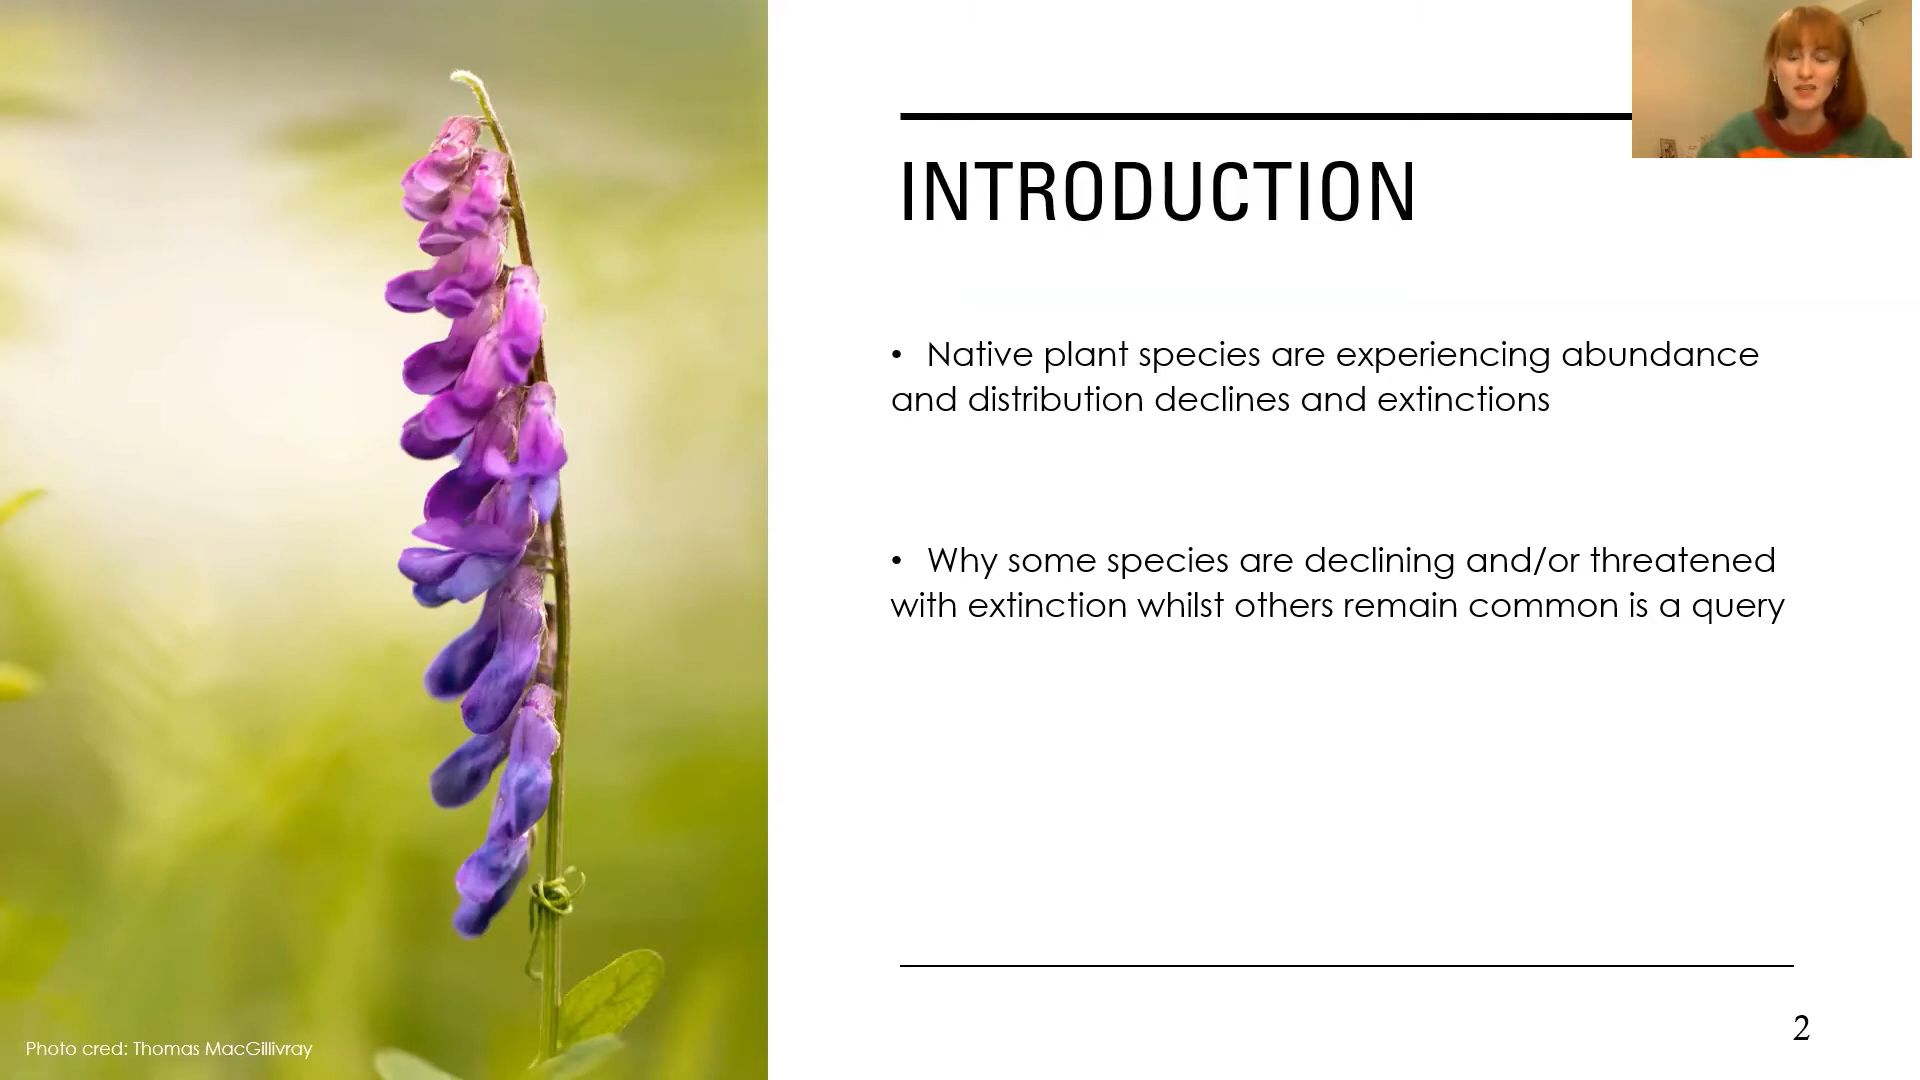 INTRODUCTION
• Native plant species are experiencing abundance
and distribution declines and extinctions
• Why some species are declining and/or threatened
with extinction whilst others remain common is a query
Photo cred: Thomas MacGillivray
2